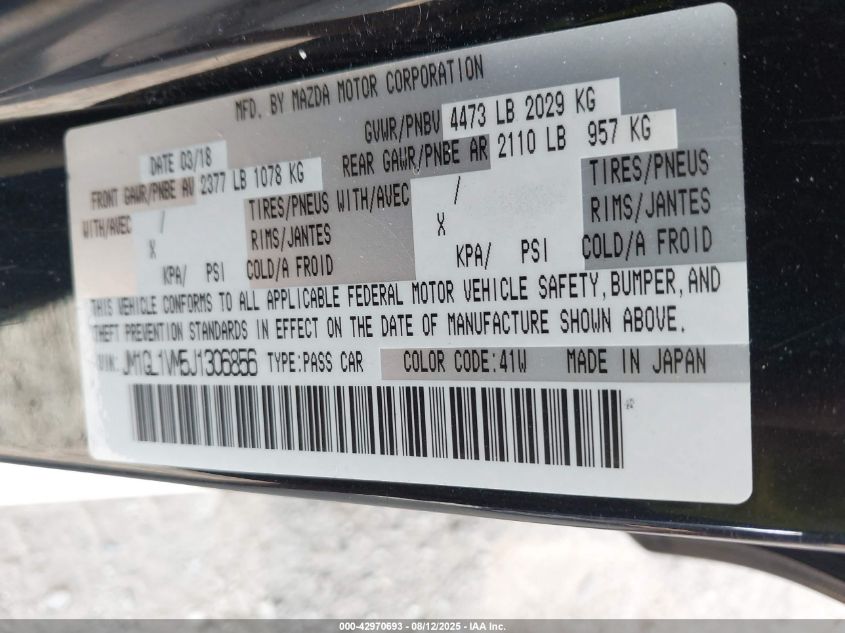 MFD. BY MAZDA MOTOR CORPORATION
DATE 03/18 GVWR/PNBV 4473 LB 2029 KG
FRONT GAWR/PNBE AV 2377 LB 1078 KG REAR GAWR/PNBE AR 2110 LB 957 KG
WITH/AVEC / TIRES/PNEUS WITH/AVEC / TIRES/PNEUS
X RIMS/JANTES X RIMS/JANTES
KPA/ PSI COLD/A FROID KPA/ PSI COLD/A FROID
THIS VEHICLE CONFORMS TO ALL APPLICABLE FEDERAL MOTOR VEHICLE SAFETY, BUMPER, AND
THEFT PREVENTION STANDARDS IN EFFECT ON THE DATE OF MANUFACTURE SHOWN ABOVE.
VIN: JM1GL1VM5J1306856 TYPE:PASS CAR COLOR CODE:41W MADE IN JAPAN
000-42970693 - 08/12/2025 - IAA Inc.